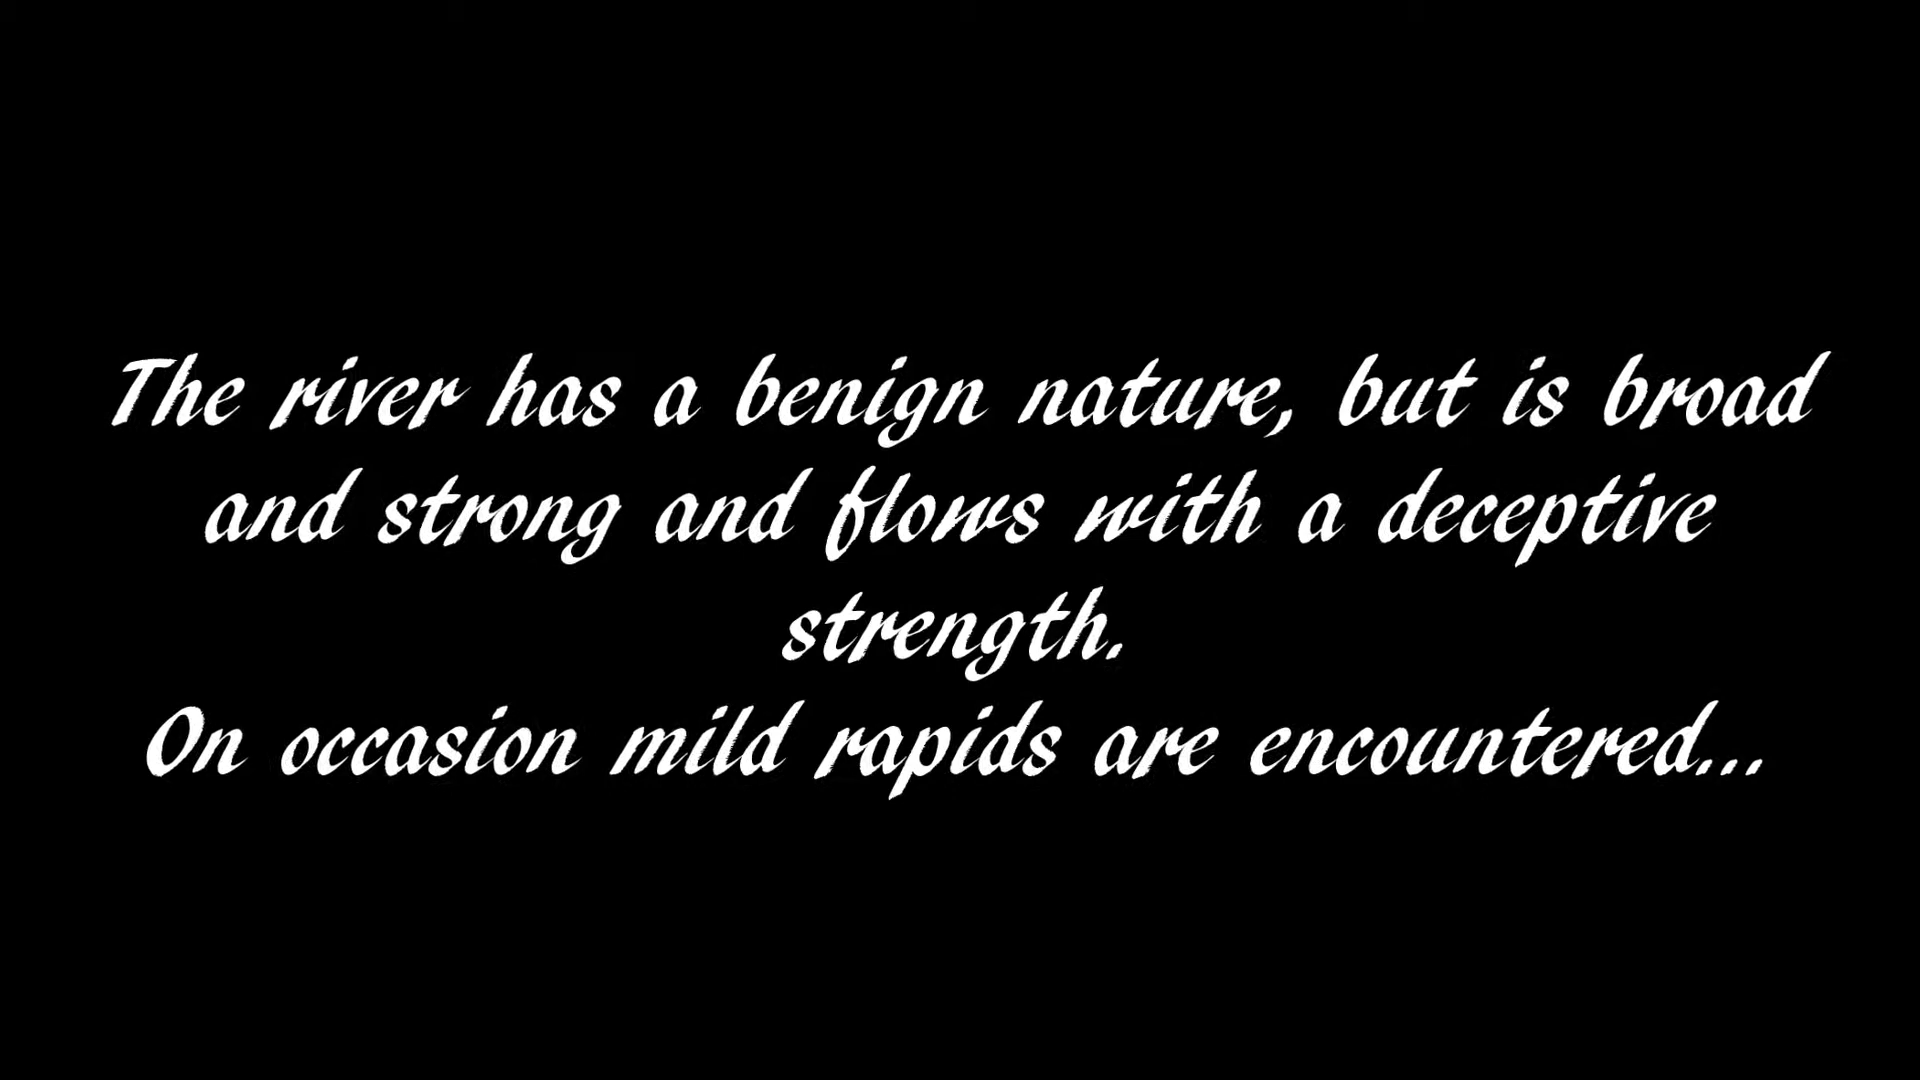 The river has a benign nature, but is broad
and strong and flows with a deceptive
strength.
On occasion mild rapids are encountered...